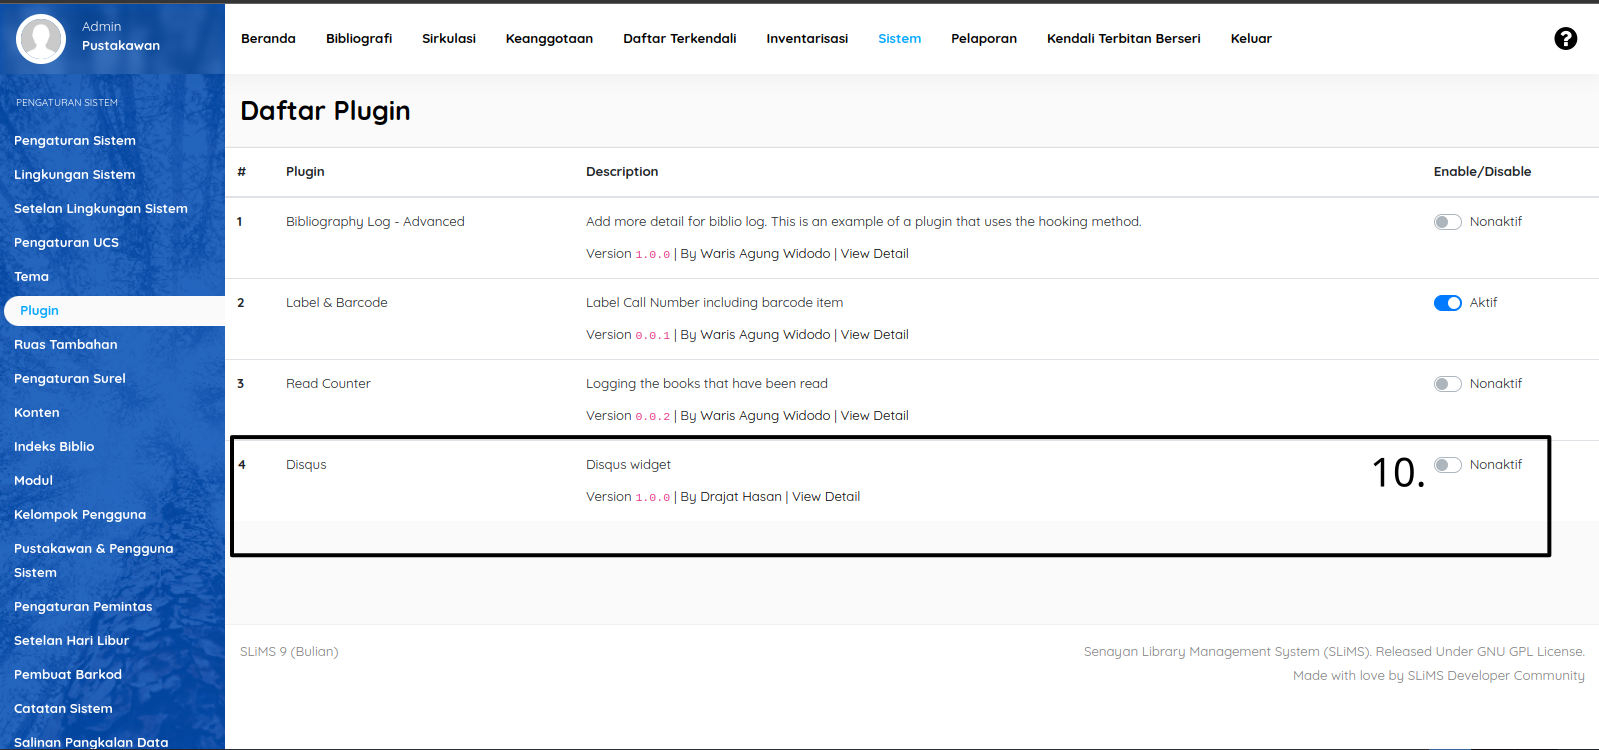 Admin
Pustakawan
Beranda Bibliografi Sirkulasi Keanggotaan Daftar Terkendali Inventarisasi Sistem Pelaporan Kendali Terbitan Berseri Keluar ?
PENGATURAN SISTEM
Pengaturan Sistem
Lingkungan Sistem
Setelan Lingkungan Sistem
Pengaturan UCS
Tema
Plugin
Ruas Tambahan
Pengaturan Surel
Konten
Indeks Biblio
Modul
Kelompok Pengguna
Pustakawan & Pengguna
Sistem
Pengaturan Pemintas
Setelan Hari Libur
Pembuat Barkod
Catatan Sistem
Salinan Pangkalan Data
Daftar Plugin
# Plugin Description Enable/Disable
1 Bibliography Log - Advanced Add more detail for biblio log. This is an example of a plugin that uses the hooking method. Nonaktif
Version 1.0.0 | By Waris Agung Widodo | View Detail
2 Label & Barcode Label Call Number including barcode item Aktif
Version 0.0.1 | By Waris Agung Widodo | View Detail
3 Read Counter Logging the books that have been read Nonaktif
Version 0.0.2 | By Waris Agung Widodo | View Detail
4 Disqus Disqus widget 10. Nonaktif
Version 1.0.0 | By Drajat Hasan | View Detail
SLiMS 9 (Bulian) Senayan Library Management System (SLiMS). Released Under GNU GPL License.
Made with love by SLiMS Developer Community